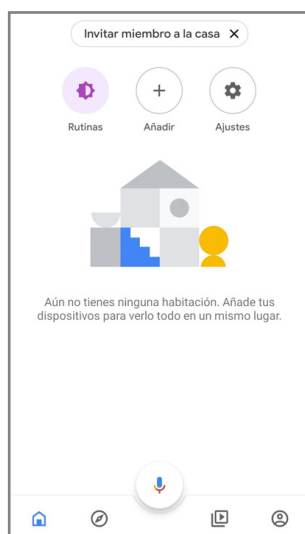 Invitar miembro a la casa X
Rutinas
Añadir
Ajustes
Aún no tienes ninguna habitación. Añade tus
dispositivos para verlo todo en un mismo lugar.